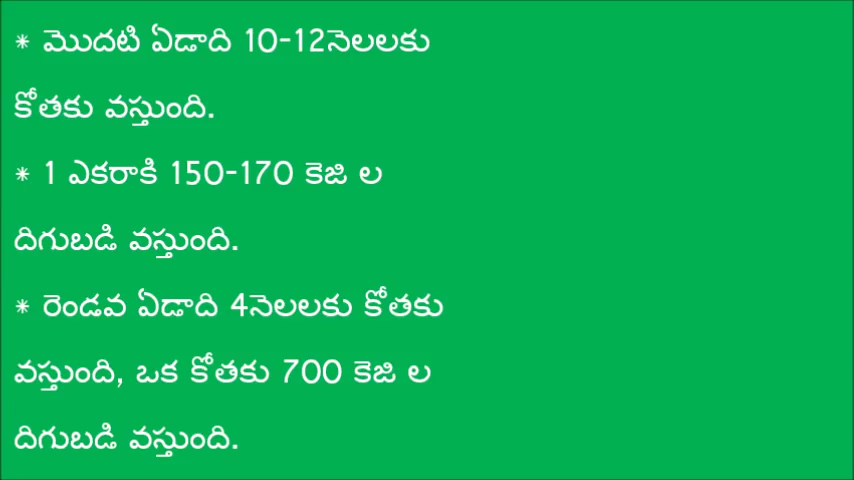 * మొదటి ఏడాది 10-12నెలలకు
కోతకు వస్తుంది.
* 1 ఎకరాకి 150-170 కెజి ల
దిగుబడి వస్తుంది.
* రెండవ ఏడాది 4నెలలకు కోతకు
వస్తుంది, ఒక కోతకు 700 కెజి ల
దిగుబడి వస్తుంది.